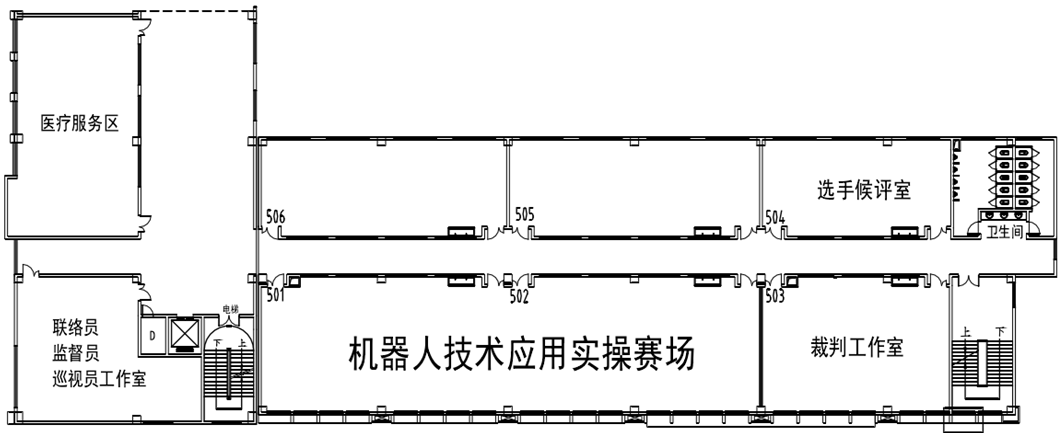 医疗服务区
选手候评室
506
505
504
卫生间
501
502
503
电梯
联络员
监督员
巡视员工作室
D
下
上
机器人技术应用实操赛场
裁判工作室
上
下